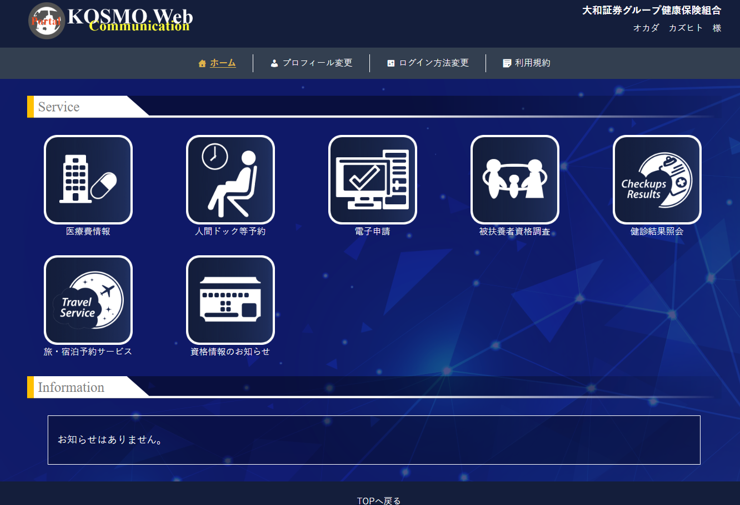 Portal KOSMO Web
Communication
大和証券グループ健康保険組合
オカダ　カズヒト　様
ホーム
プロフィール変更
ログイン方法変更
利用規約
Service
医療費情報
人間ドック等予約
電子申請
被扶養者資格調査
Checkups
Results
健診結果照会
Travel
Service
旅・宿泊予約サービス
資格情報のお知らせ
Information
お知らせはありません。
TOPへ戻る